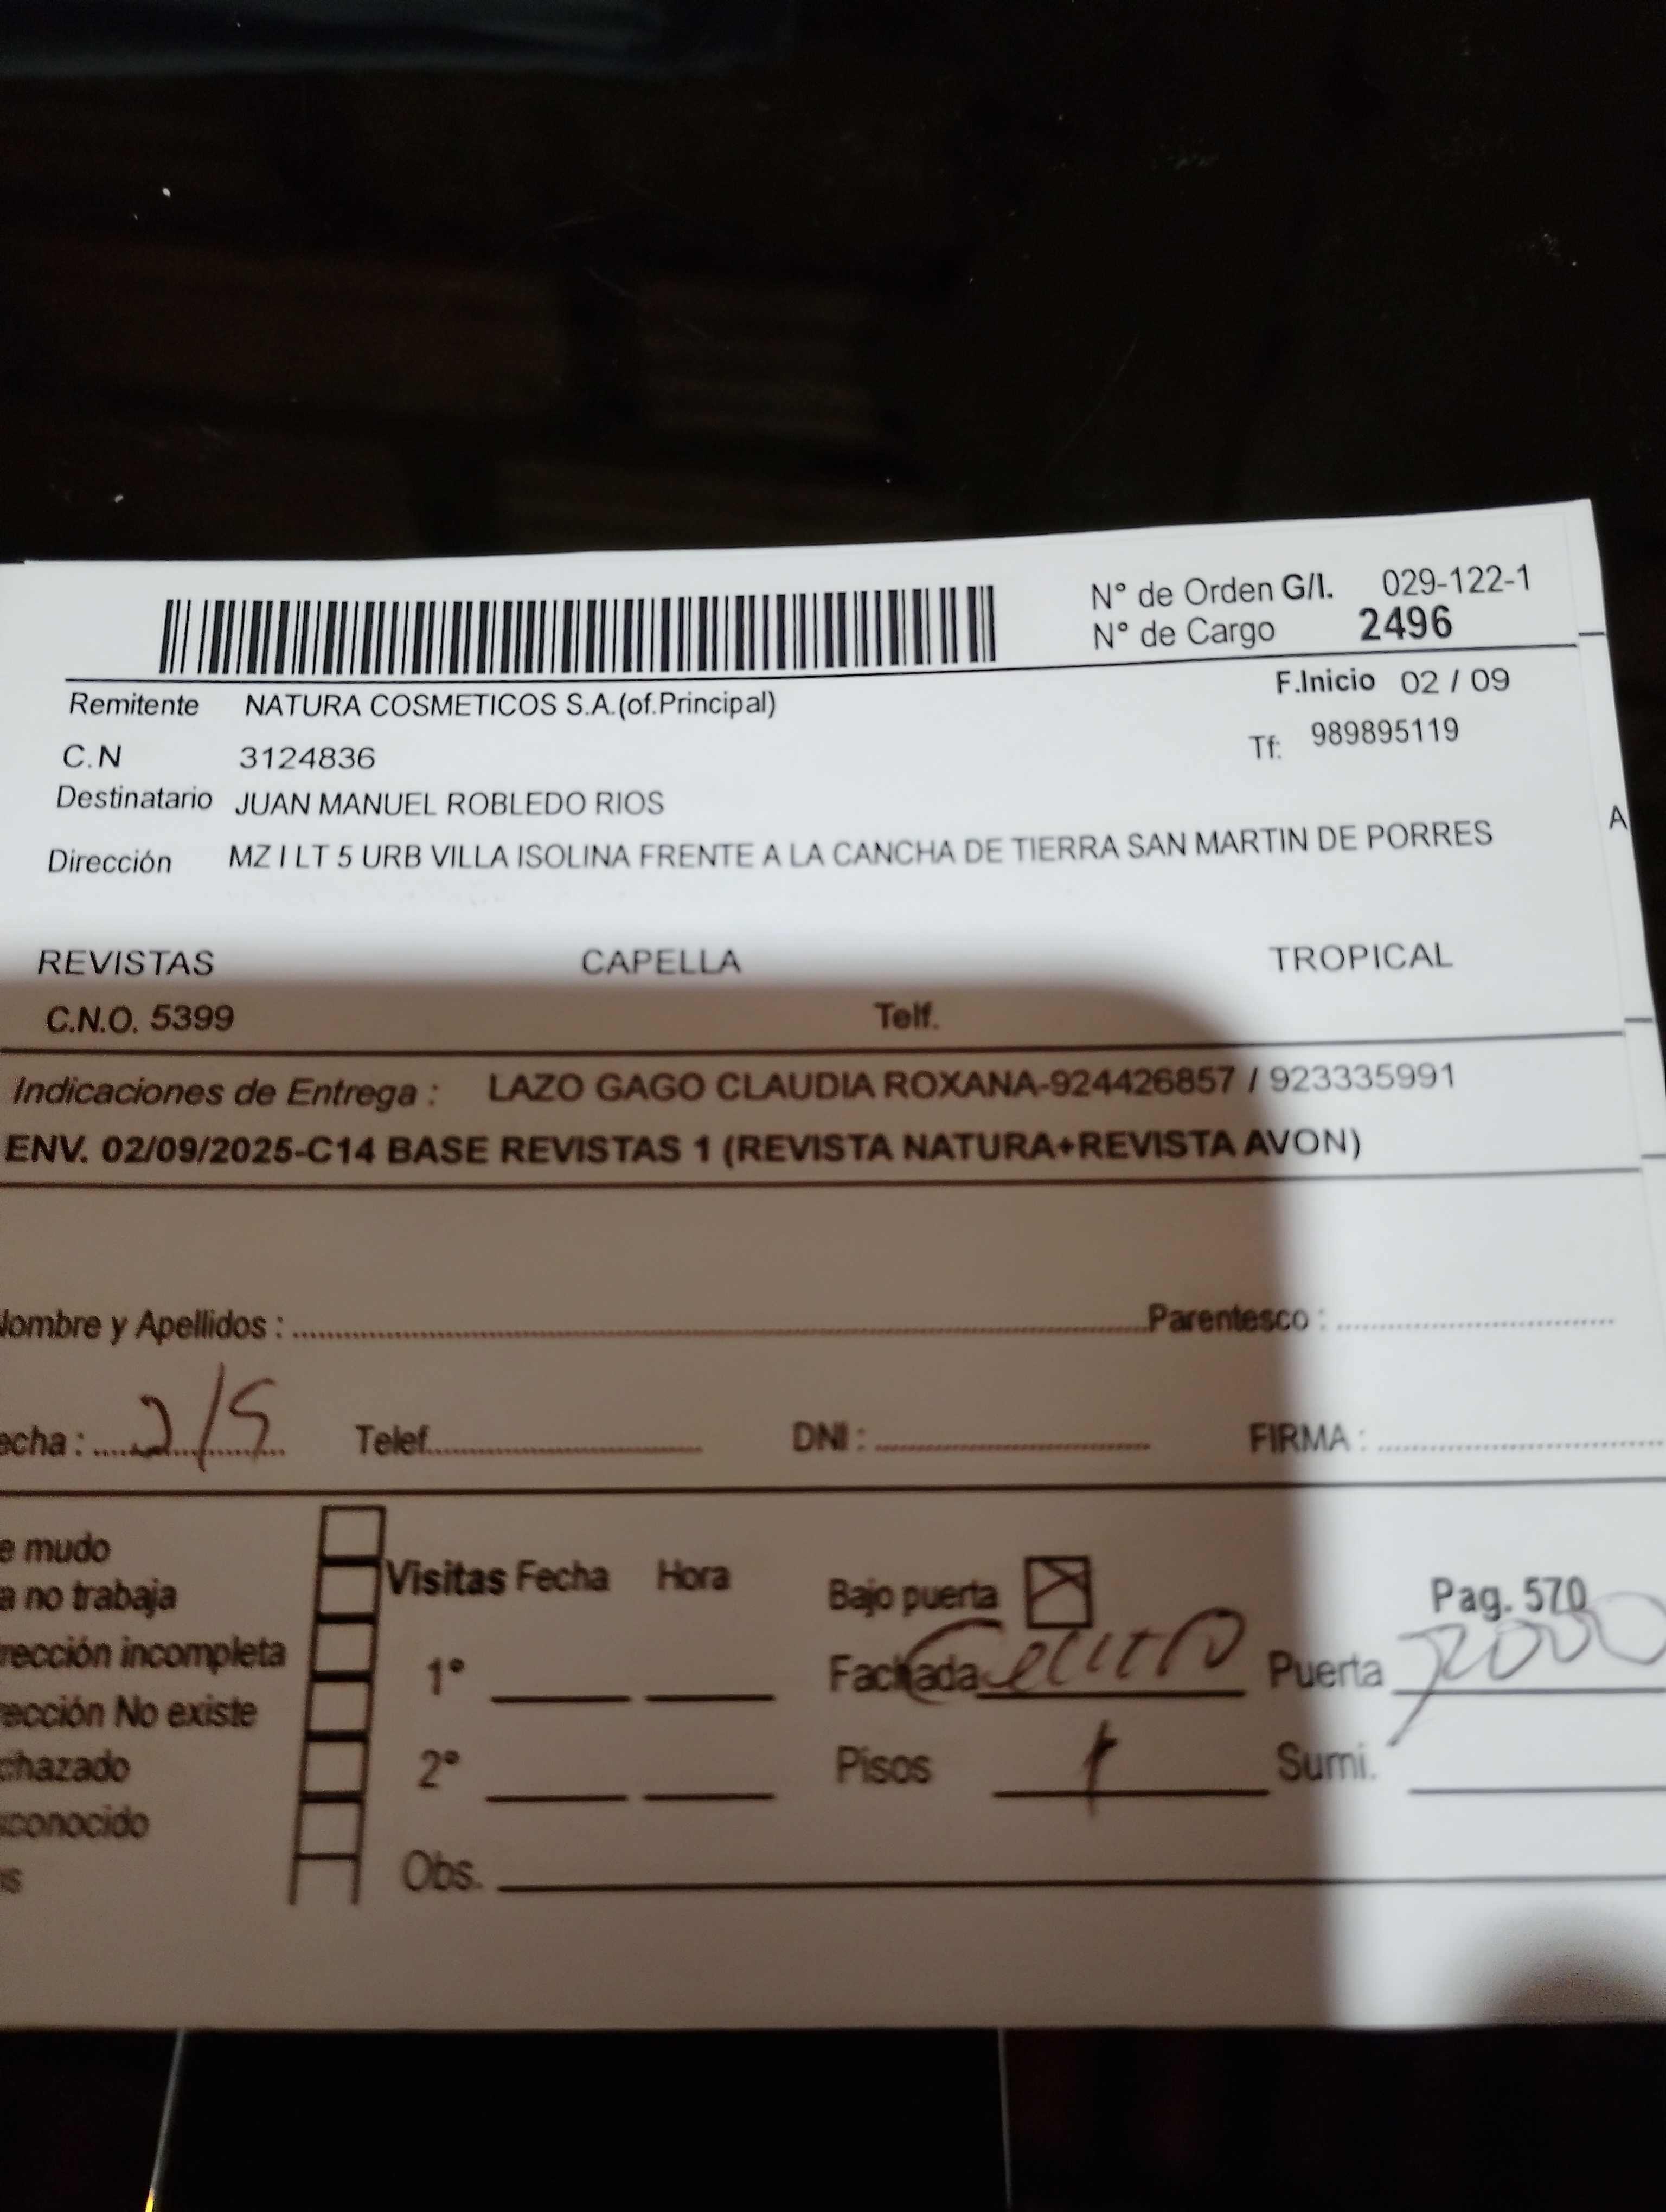 N° de Orden G/I. 029-122-1
N° de Cargo 2496
F.Inicio 02 / 09
Remitente NATURA COSMETICOS S.A.(of.Principal)
C.N 3124836
Tf: 989895119
Destinatario JUAN MANUEL ROBLEDO RIOS
Dirección MZ I LT 5 URB VILLA ISOLINA FRENTE A LA CANCHA DE TIERRA SAN MARTIN DE PORRES
A
REVISTAS CAPELLA TROPICAL
C.N.O. 5399 Telf.
Indicaciones de Entrega : LAZO GAGO CLAUDIA ROXANA-924426857 / 923335991
ENV. 02/09/2025-C14 BASE REVISTAS 1 (REVISTA NATURA+REVISTA AVON)
Nombre y Apellidos : Parentesco :
echa : 2/9 Telef. DNI : FIRMA :
e mudo
a no trabaja
rección incompleta
ección No existe
chazado
conocido
s
Visitas Fecha Hora
1°
2°
Obs.
Bajo puerta Pag. 570
Fachada Puerta
Pisos 1 Sumi.